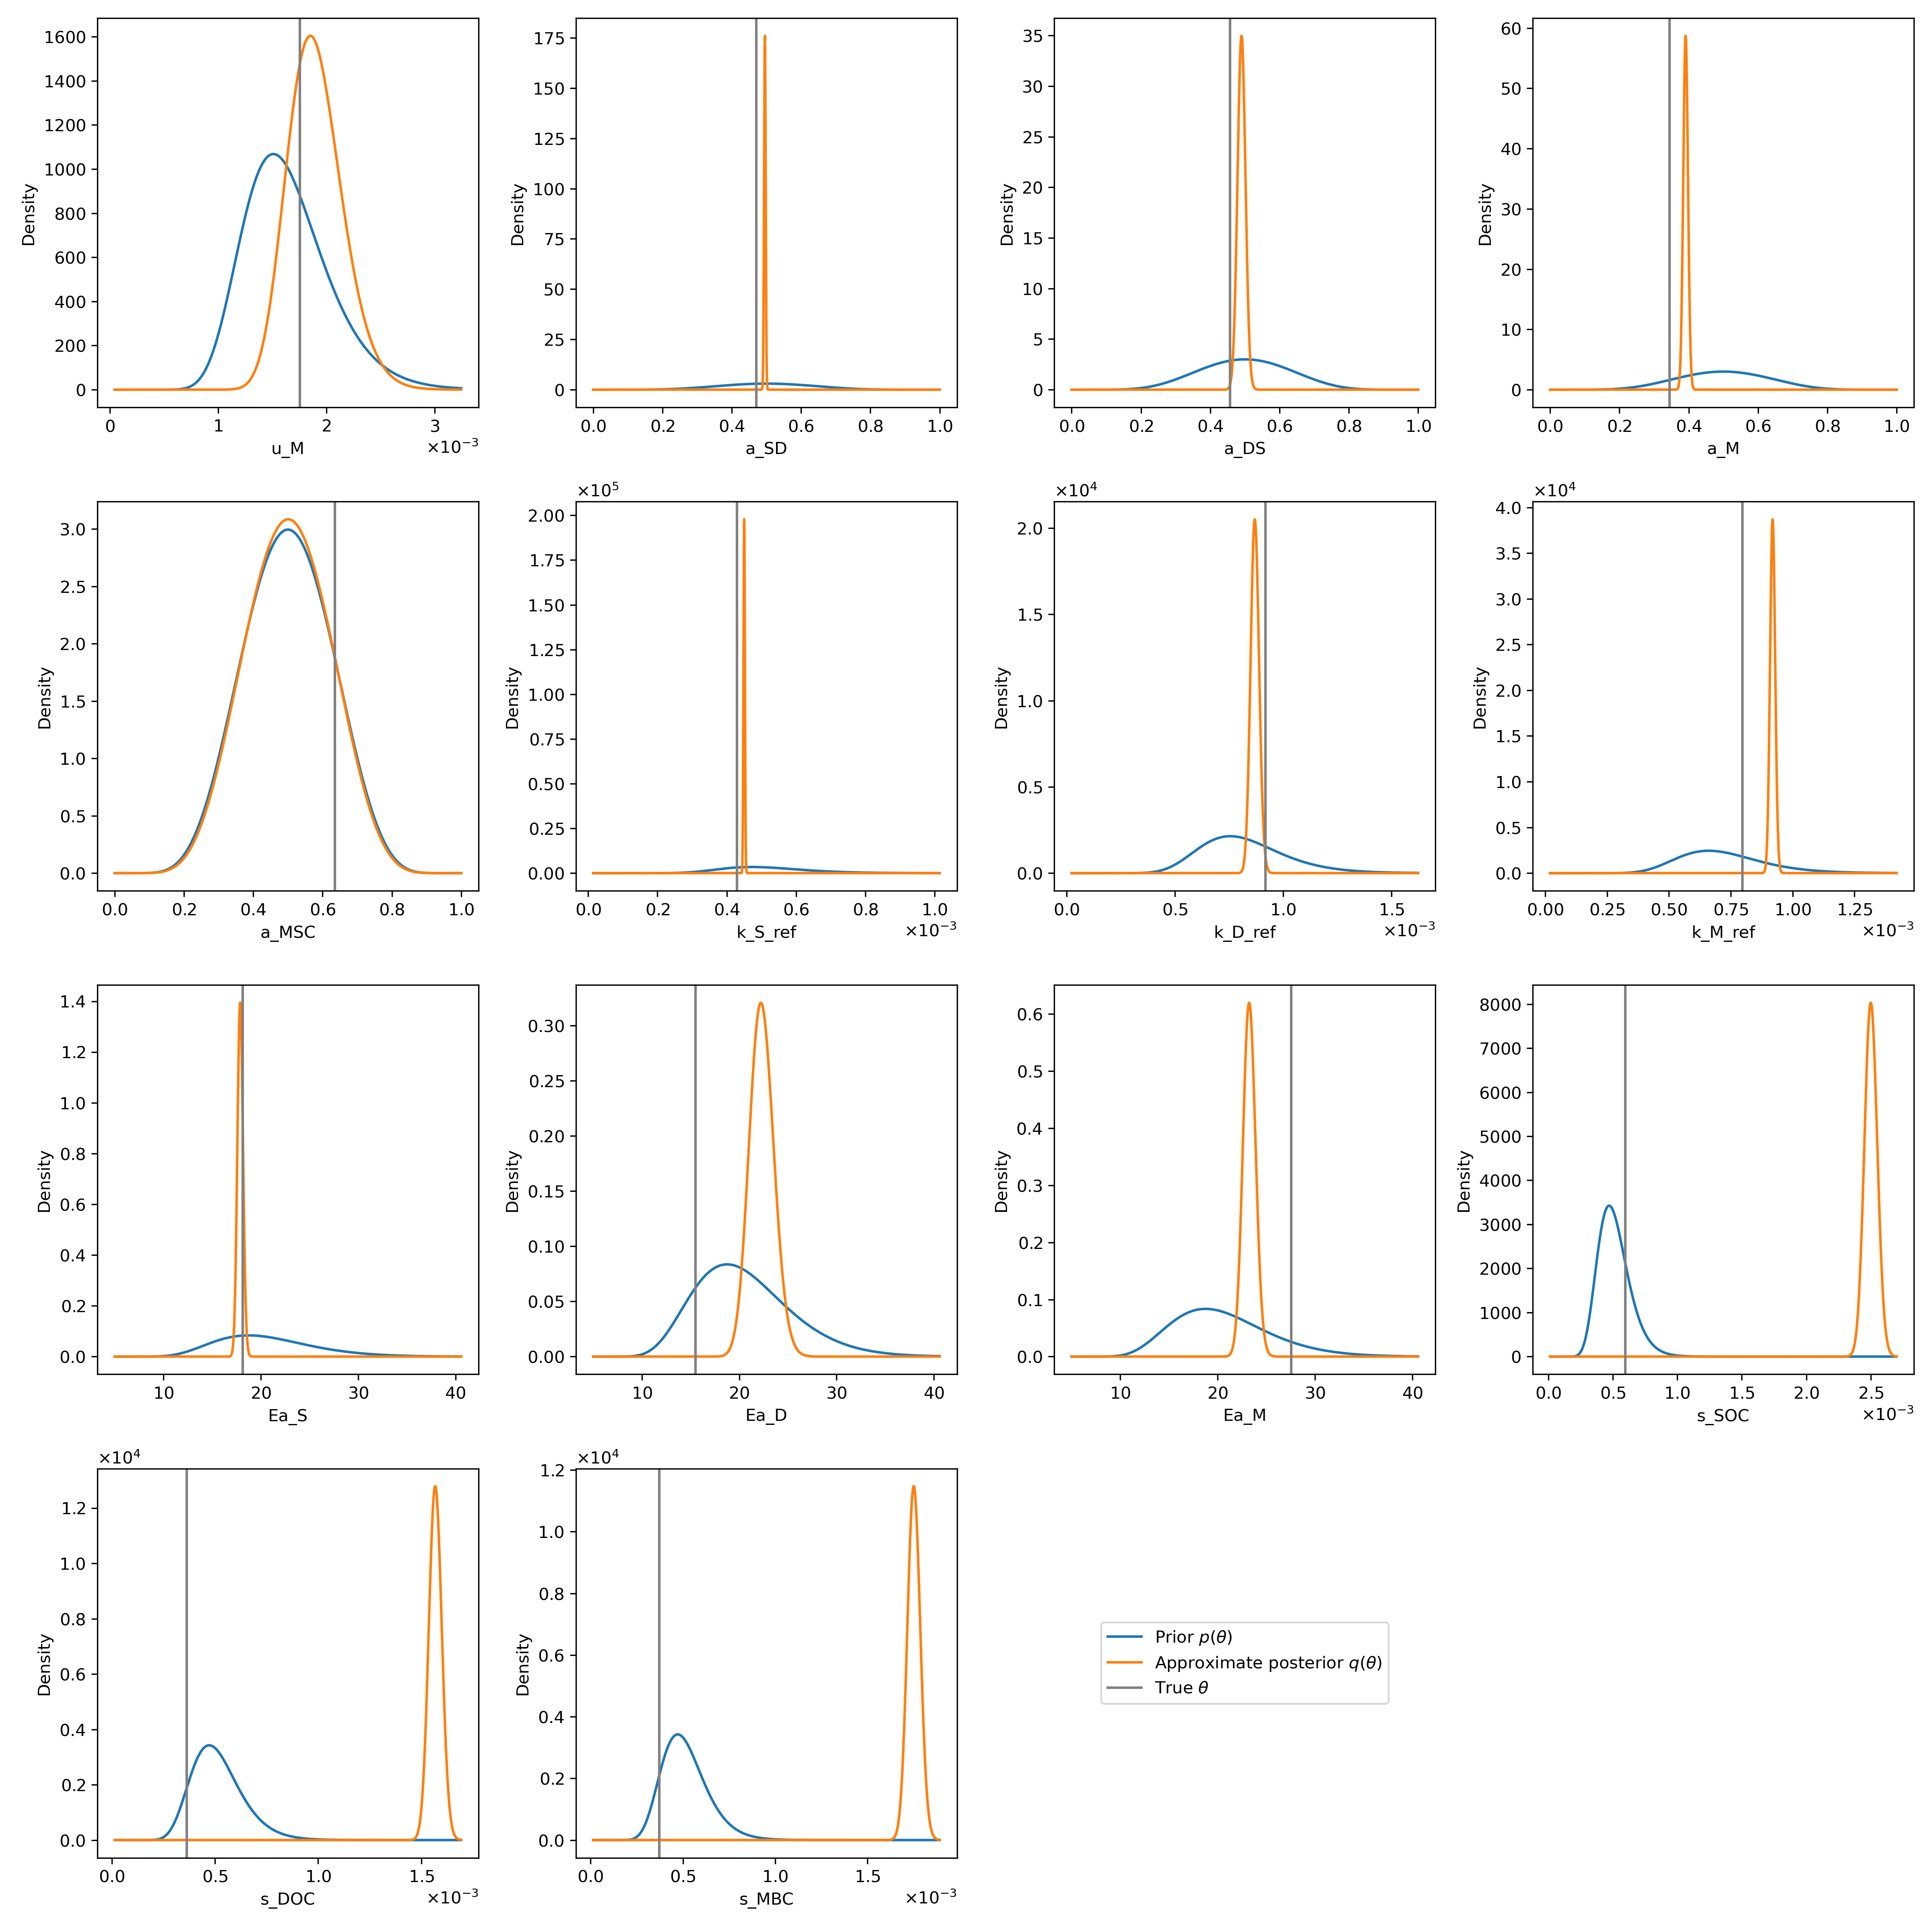 1600
1400
1200
1000
800
600
400
200
0
Density
0 1 2 3
u_M ×10⁻³
175
150
125
100
75
50
25
0
Density
0.0 0.2 0.4 0.6 0.8 1.0
a_SD
35
30
25
20
15
10
5
0
Density
0.0 0.2 0.4 0.6 0.8 1.0
a_DS
60
50
40
30
20
10
0
Density
0.0 0.2 0.4 0.6 0.8 1.0
a_M
3.0
2.5
2.0
1.5
1.0
0.5
0.0
Density
0.0 0.2 0.4 0.6 0.8 1.0
a_MSC
×10⁵
2.00
1.75
1.50
1.25
1.00
0.75
0.50
0.25
0.00
Density
0.0 0.2 0.4 0.6 0.8 1.0
k_S_ref ×10⁻³
×10⁴
2.0
1.5
1.0
0.5
0.0
Density
0.0 0.5 1.0 1.5
k_D_ref ×10⁻³
×10⁴
4.0
3.5
3.0
2.5
2.0
1.5
1.0
0.5
0.0
Density
0.00 0.25 0.50 0.75 1.00 1.25
k_M_ref ×10⁻³
1.4
1.2
1.0
0.8
0.6
0.4
0.2
0.0
Density
10 20 30 40
Ea_S
0.30
0.25
0.20
0.15
0.10
0.05
0.00
Density
10 20 30 40
Ea_D
0.6
0.5
0.4
0.3
0.2
0.1
0.0
Density
10 20 30 40
Ea_M
8000
7000
6000
5000
4000
3000
2000
1000
0
Density
0.0 0.5 1.0 1.5 2.0 2.5
s_SOC ×10⁻³
×10⁴
1.2
1.0
0.8
0.6
0.4
0.2
0.0
Density
0.0 0.5 1.0 1.5
s_DOC ×10⁻³
×10⁴
1.2
1.0
0.8
0.6
0.4
0.2
0.0
Density
0.0 0.5 1.0 1.5
s_MBC ×10⁻³
Prior p(θ)
Approximate posterior q(θ)
True θ